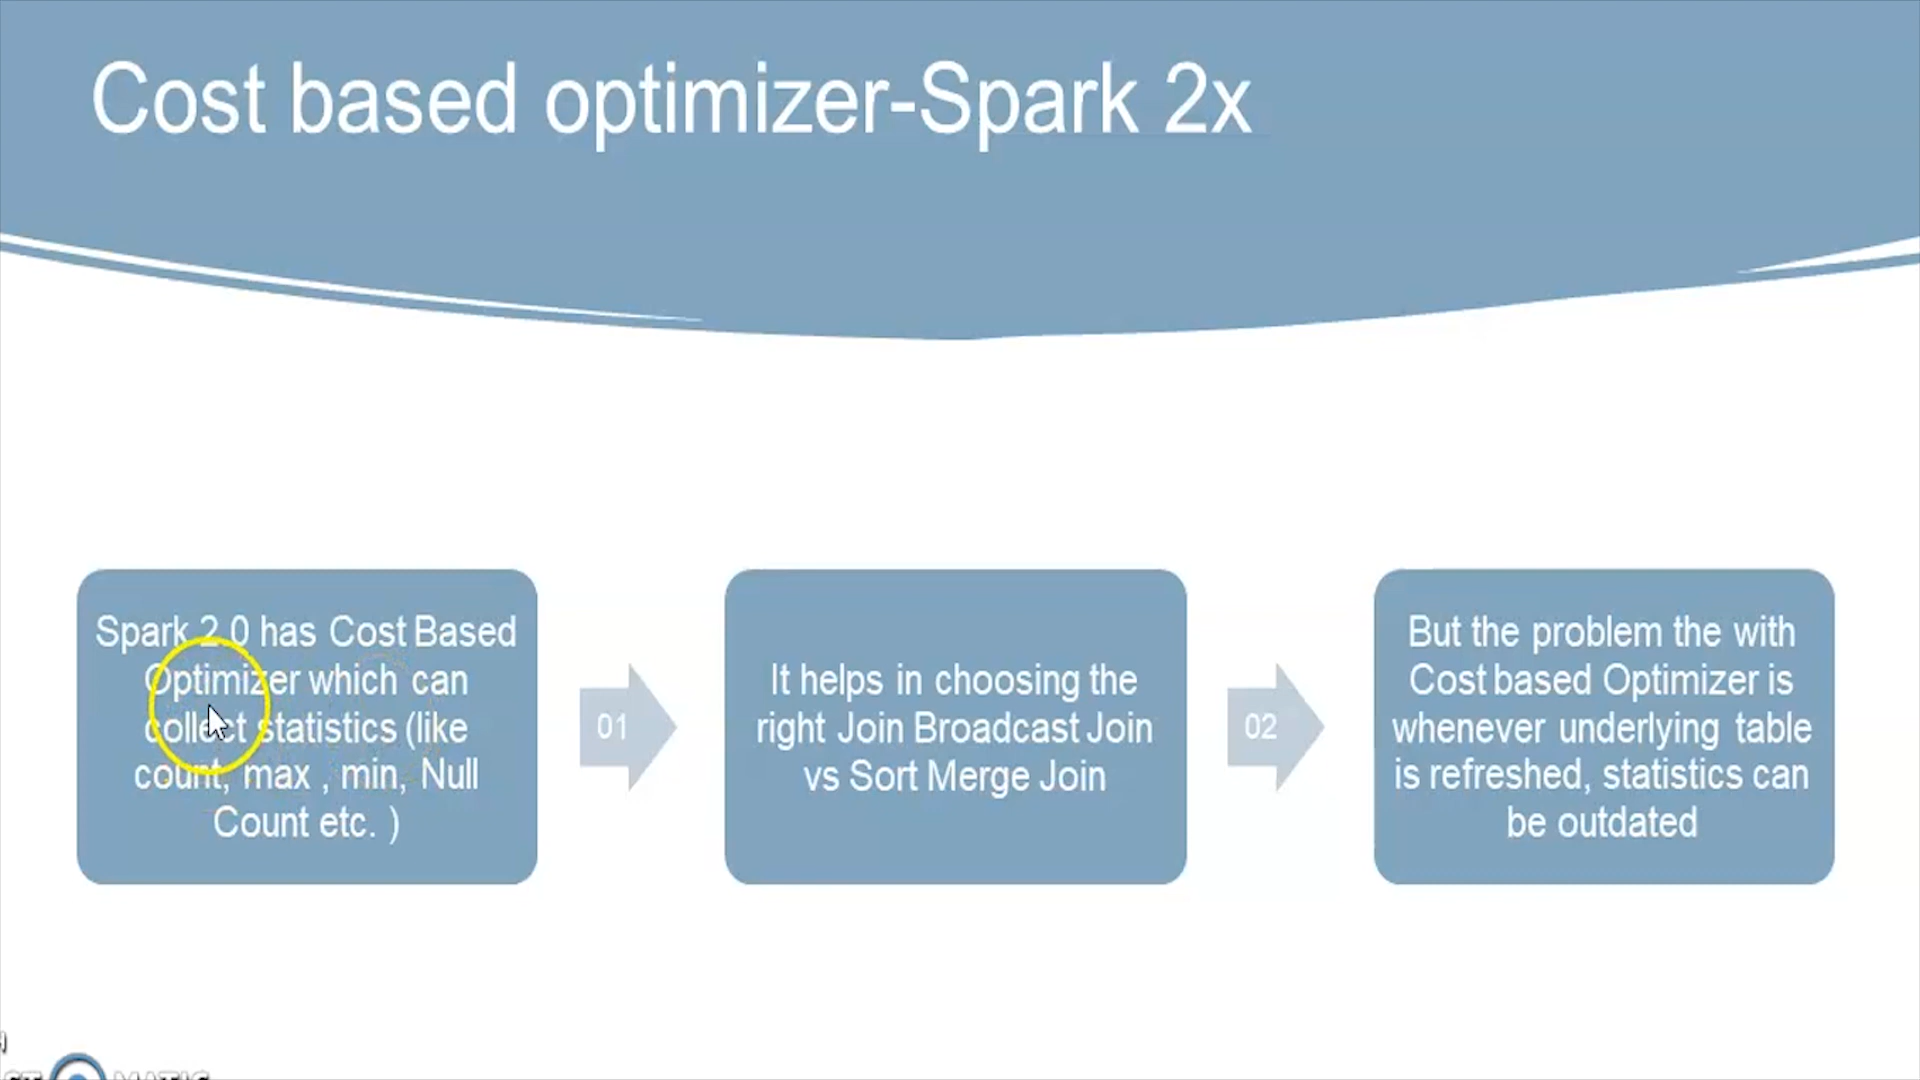 Cost based optimizer-Spark 2x
Spark 2.0 has Cost Based
Optimizer which can
collect statistics (like
count, max , min, Null
Count etc. )
01
It helps in choosing the
right Join Broadcast Join
vs Sort Merge Join
02
But the problem the with
Cost based Optimizer is
whenever underlying table
is refreshed, statistics can
be outdated